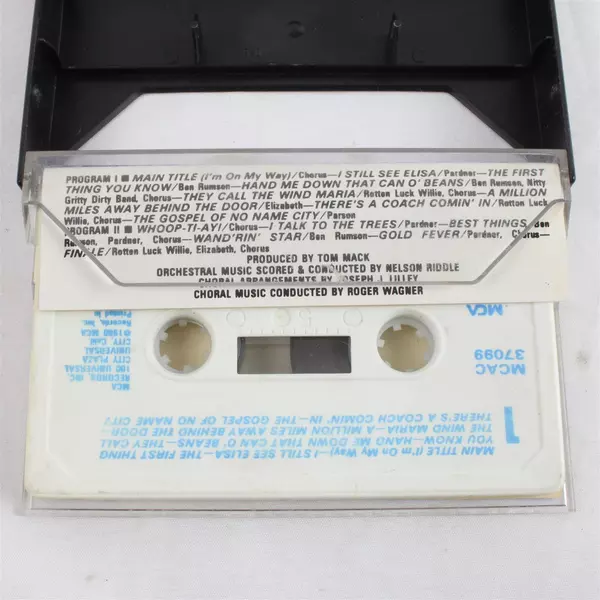 PROGRAM I ■ MAIN TITLE (I'm On My Way)/Chorus—I STILL SEE ELISA/Pardner—THE FIRST
THING YOU KNOW/Ben Rumson—HAND ME DOWN THAT CAN O' BEANS/Ben Rumson, Nitty
Gritty Dirty Band, Chorus—THEY CALL THE WIND MARIA/Rotten Luck Willie, Chorus—A MILLION
MILES AWAY BEHIND THE DOOR/Elizabeth—THERE'S A COACH COMIN' IN/Rotten Luck
Willie, Chorus—THE GOSPEL OF NO NAME CITY/Parson
PROGRAM II ■ WHOOP-TI-AY!/Chorus—I TALK TO THE TREES/Pardner—BEST THINGS/Ben
Rumson, Pardner, Chorus—WAND'RIN' STAR/Ben Rumson—GOLD FEVER/Pardner, Chorus—
FINALE/Rotten Luck Willie, Elizabeth, Chorus
PRODUCED BY TOM MACK
ORCHESTRAL MUSIC SCORED & CONDUCTED BY NELSON RIDDLE
CHORAL ARRANGEMENTS BY JOSEPH J. LILLEY
CHORAL MUSIC CONDUCTED BY ROGER WAGNER
1
MAIN TITLE (I'm On My Way)—I STILL SEE ELISA—THE FIRST THING
YOU KNOW—HAND ME DOWN THAT CAN O' BEANS—THEY CALL
THE WIND MARIA—A MILLION MILES AWAY BEHIND THE DOOR—
THERE'S A COACH COMIN' IN—THE GOSPEL OF NO NAME CITY
MCAC
37099
MCA
RECORDS, INC.
100 UNIVERSAL
CITY PLAZA
UNIVERSAL
CITY, CAL.
©1980 MCA
Records, Inc.
Printed in
MCA